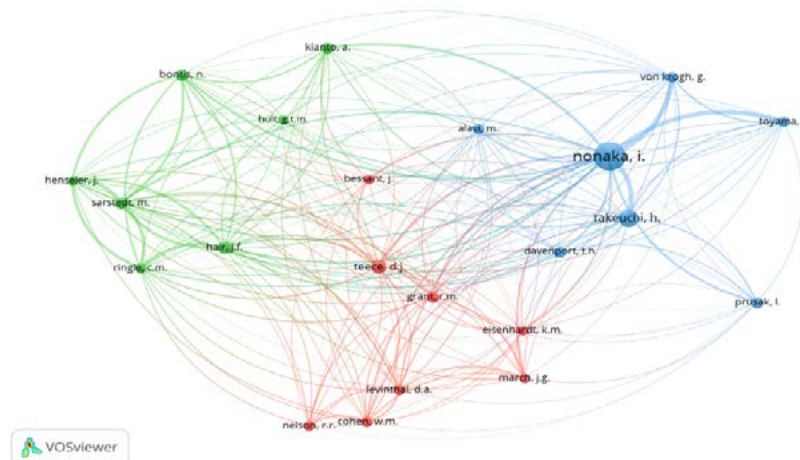 kianto, a.
bontis, n.
von krogh, g.
hult, g.t.m.
alavi, m.
toyama,
nonaka, i.
henseler, j.
bessant, j.
sarstedt, m.
takeuchi, h.
hair, j.f.
davenport, t.h.
ringle, c.m.
teece, d.j.
grant, r.m.
prusak, l.
eisenhardt, k.m.
march, j.g.
levinthal, d.a.
nelson, r.r.
cohen, w.m.
VOSviewer